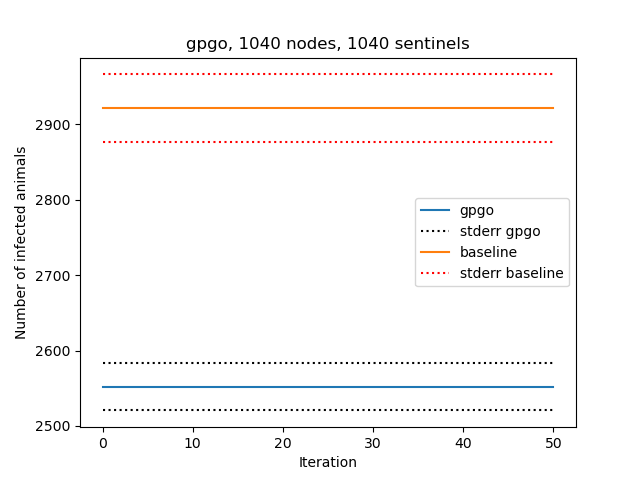 gpgo, 1040 nodes, 1040 sentinels
Number of infected animals
2900
2800
2700
2600
2500
gpgo
stderr gpgo
baseline
stderr baseline
0 10 20 30 40 50
Iteration